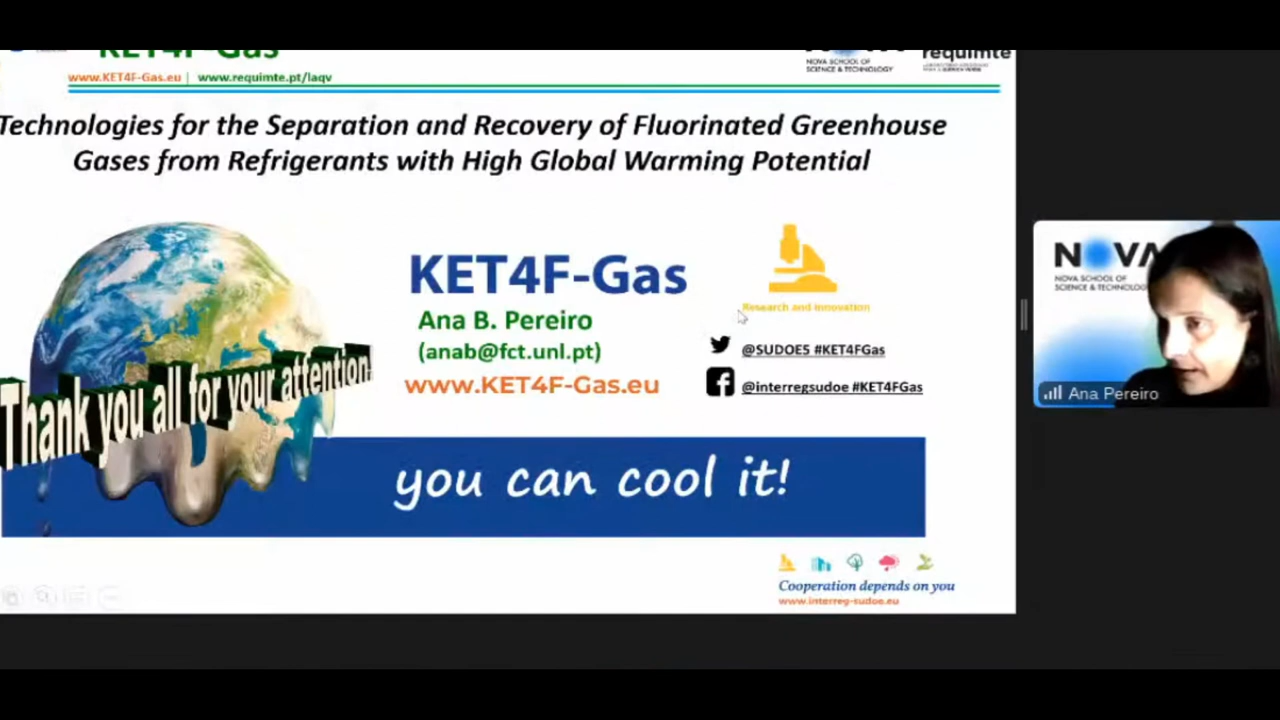 KET4F-Gas
www.KET4F-Gas.eu | www.requimte.pt/laqv
NOVA SCHOOL OF
SCIENCE & TECHNOLOGY
requimte
Technologies for the Separation and Recovery of Fluorinated Greenhouse
Gases from Refrigerants with High Global Warming Potential
Thank you all for your attention
KET4F-Gas
Ana B. Pereiro
(anab@fct.unl.pt)
www.KET4F-Gas.eu
Research and Innovation
@SUDOE5 #KET4FGas
@interregsudoe #KET4FGas
you can cool it!
Cooperation depends on you
www.interreg-sudoe.eu
NOVA
NOVA SCHOOL OF
SCIENCE & TECHNOLOGY
Ana Pereiro